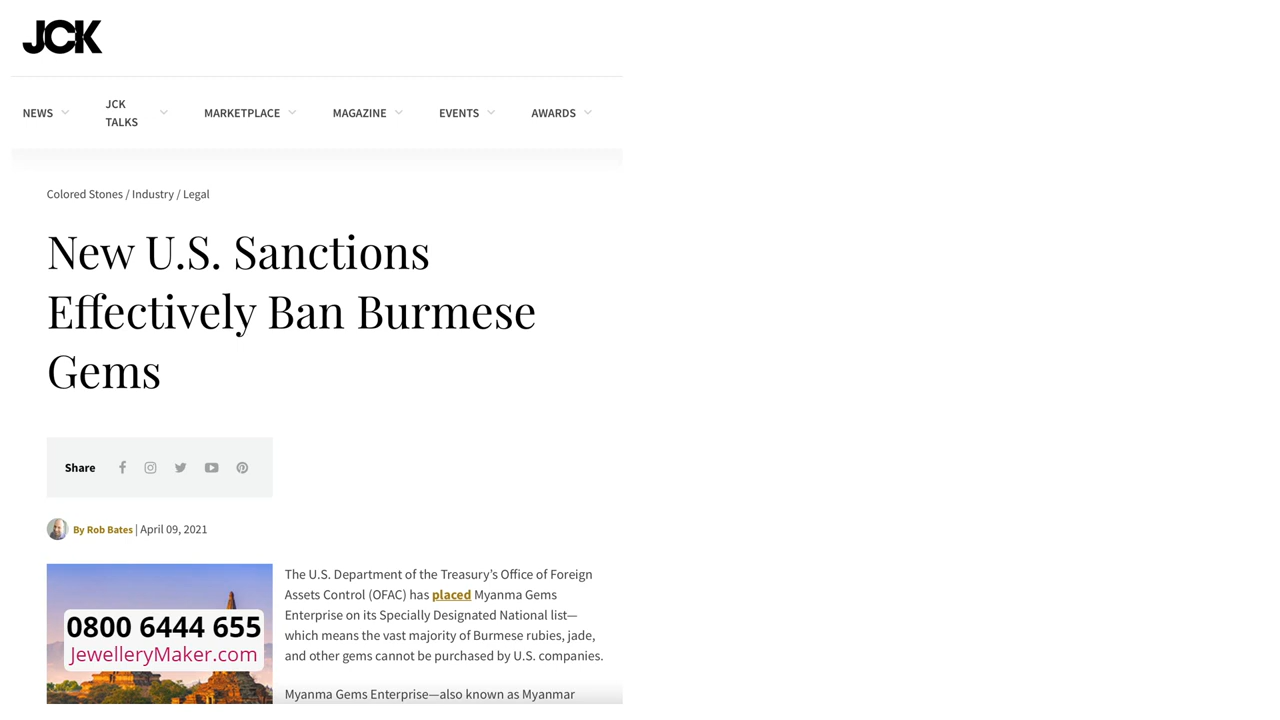 JCK
NEWS
JCK
TALKS
MARKETPLACE
MAGAZINE
EVENTS
AWARDS
Colored Stones / Industry / Legal
New U.S. Sanctions
Effectively Ban Burmese
Gems
Share
By Rob Bates | April 09, 2021
0800 6444 655
JewelleryMaker.com
The U.S. Department of the Treasury’s Office of Foreign
Assets Control (OFAC) has placed Myanma Gems
Enterprise on its Specially Designated National list—
which means the vast majority of Burmese rubies, jade,
and other gems cannot be purchased by U.S. companies.
Myanma Gems Enterprise—also known as Myanmar